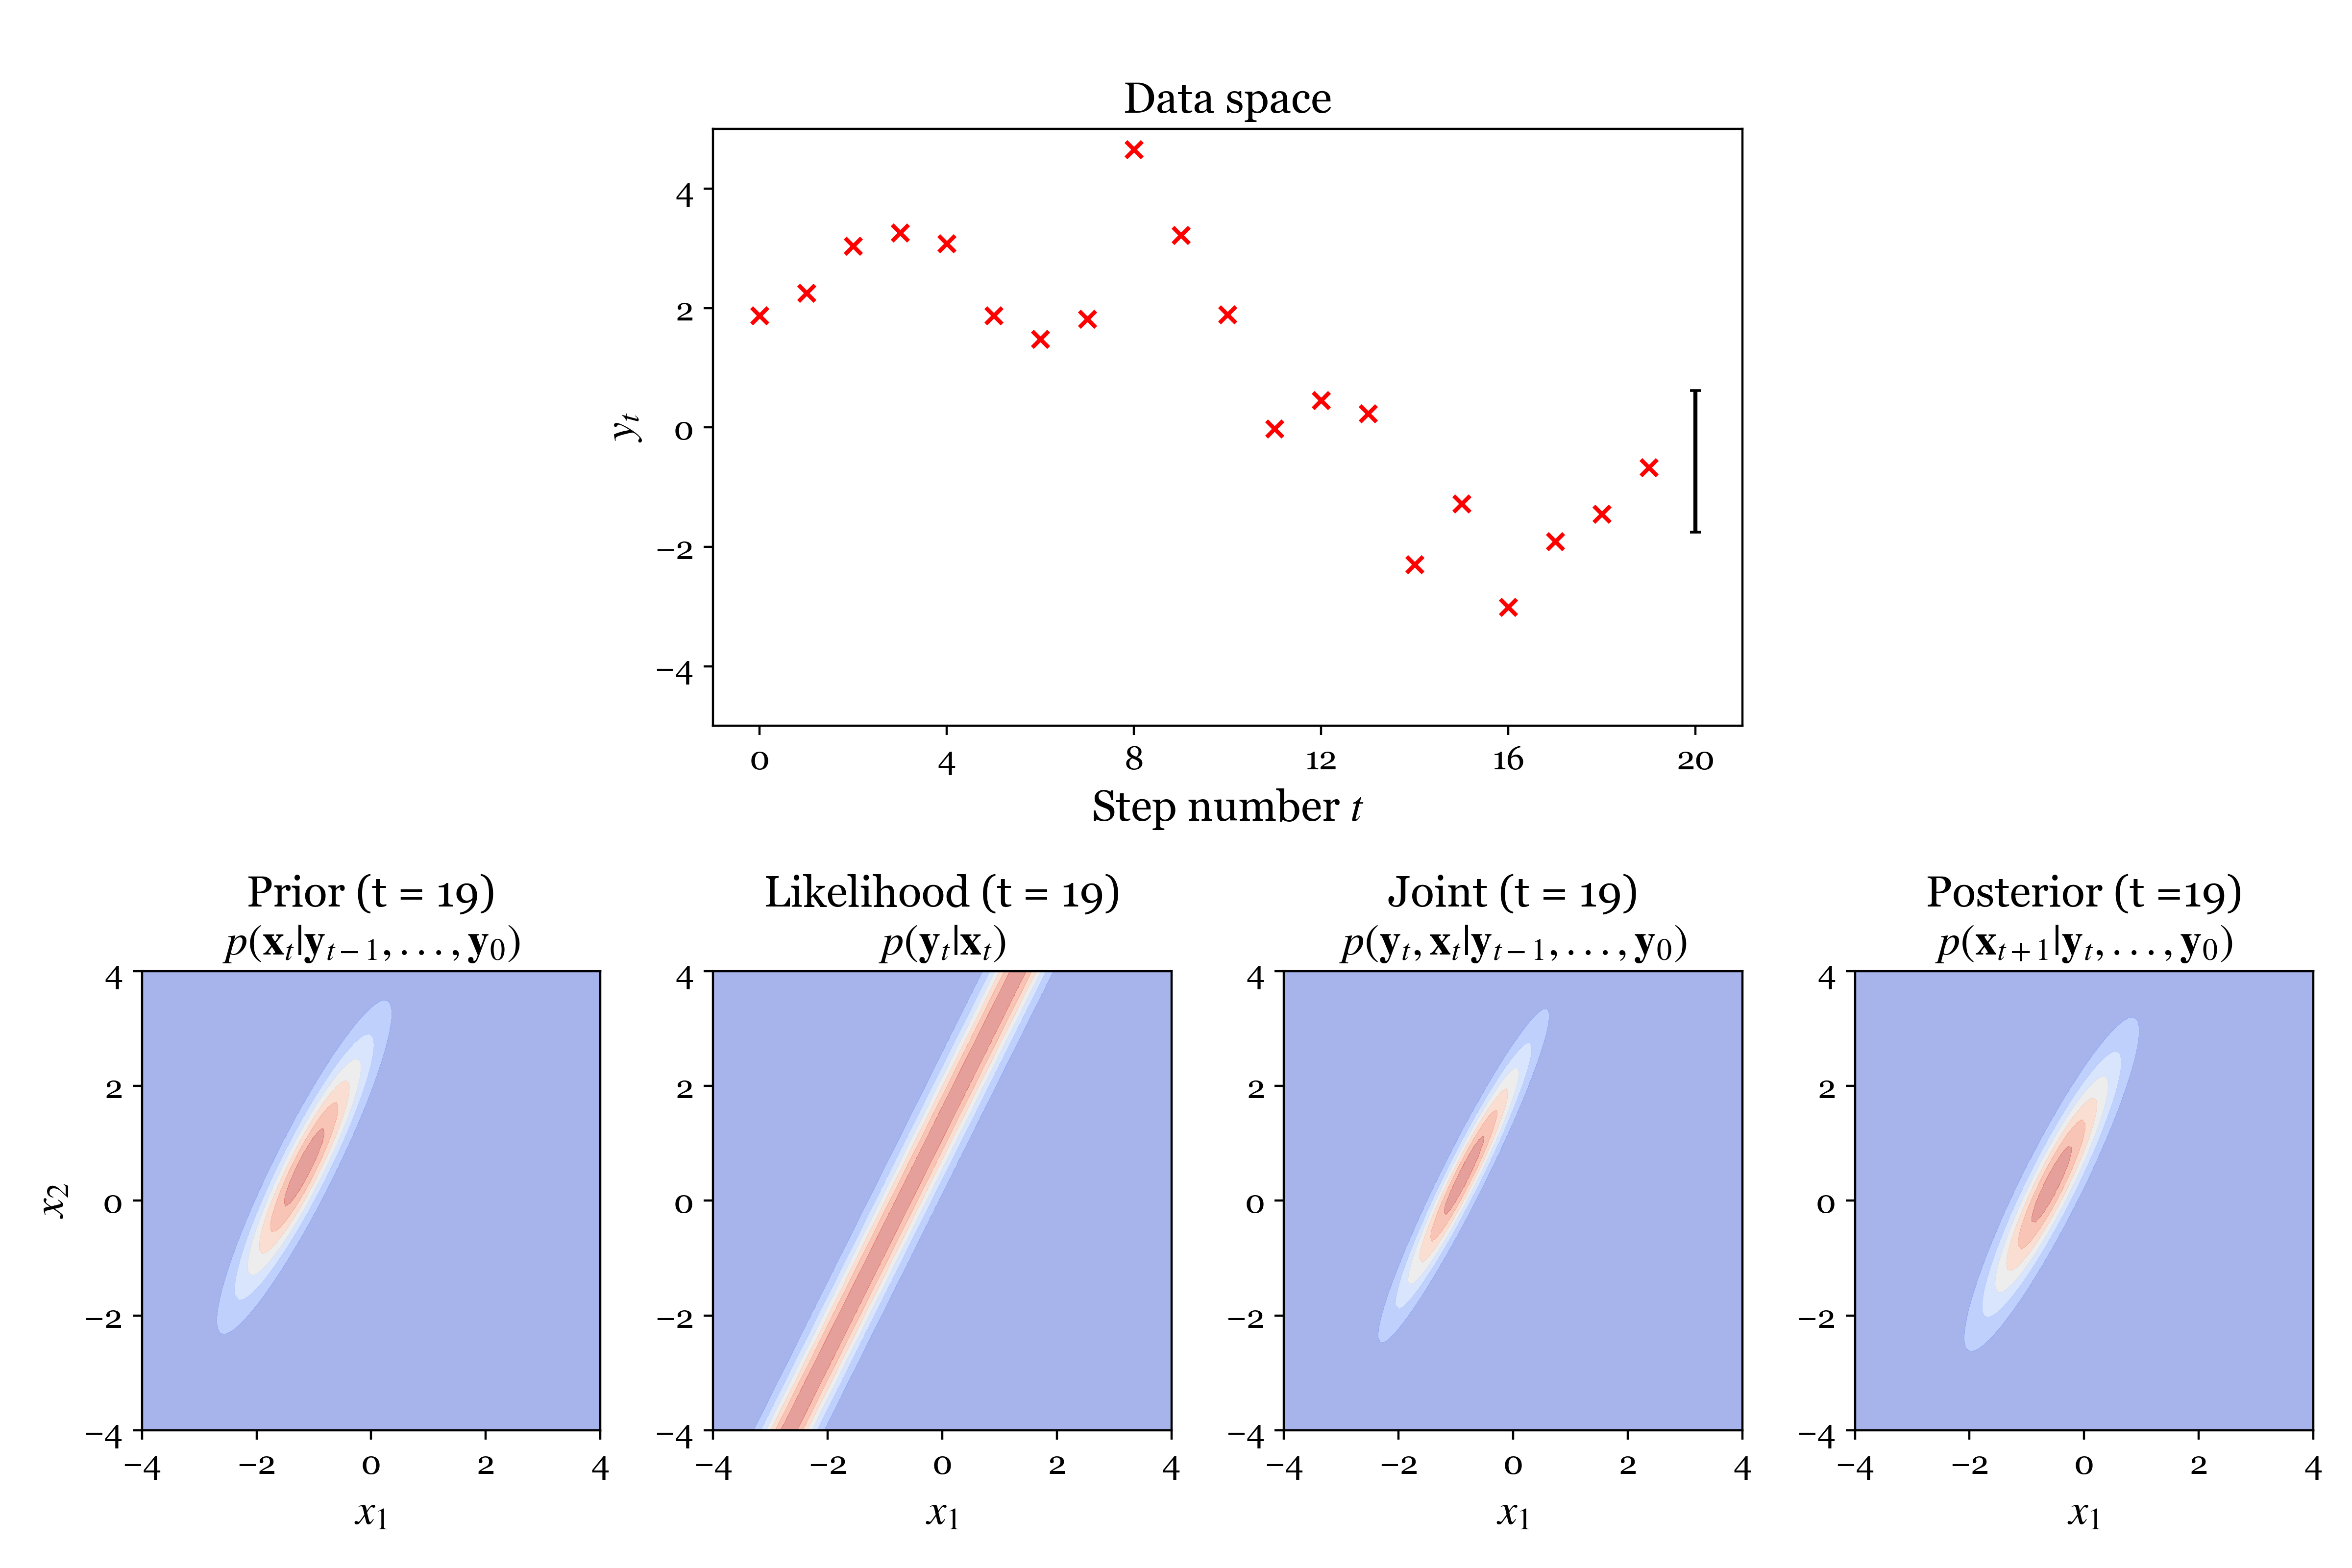 Data space
4
2
0
−2
−4
y_t
0 4 8 12 16 20
Step number t
Prior (t = 19)
p(x_t|y_{t−1}, . . . , y_0)
Likelihood (t = 19)
p(y_t|x_t)
Joint (t = 19)
p(y_t, x_t|y_{t−1}, . . . , y_0)
Posterior (t =19)
p(x_{t+1}|y_t, . . . , y_0)
4
2
0
−2
−4
x_2
−4 −2 0 2 4
x_1
4
2
0
−2
−4
−4 −2 0 2 4
x_1
4
2
0
−2
−4
−4 −2 0 2 4
x_1
4
2
0
−2
−4
−4 −2 0 2 4
x_1